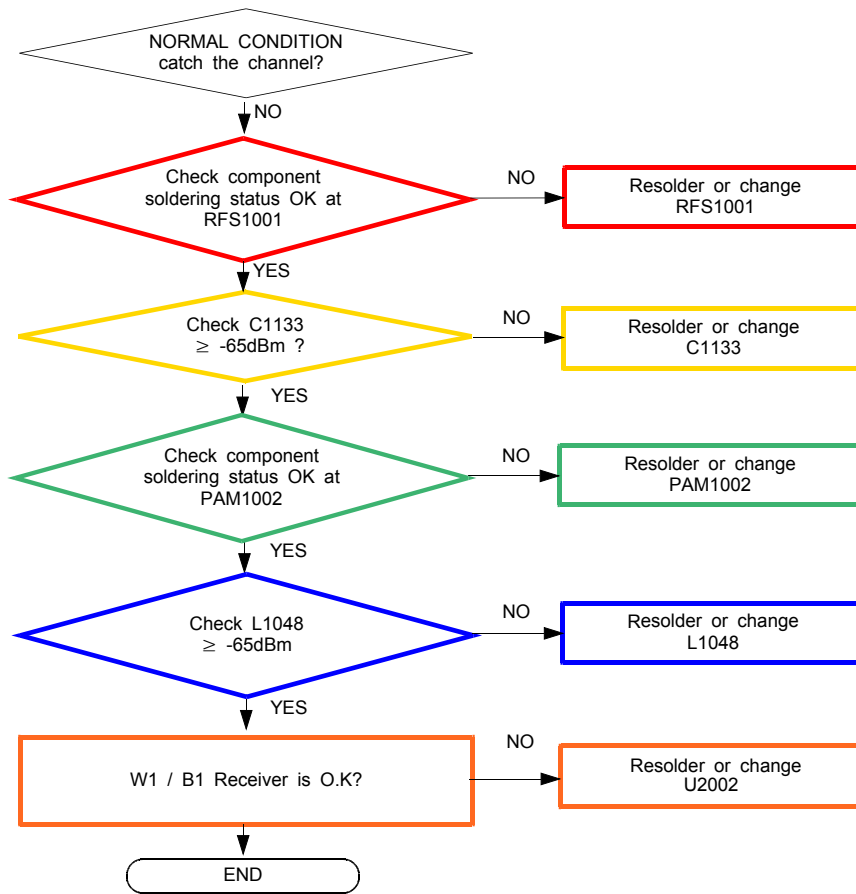 NORMAL CONDITION
catch the channel?
NO
Check component
soldering status OK at
RFS1001
NO
Resolder or change
RFS1001
YES
Check C1133
≥ -65dBm ?
NO
Resolder or change
C1133
YES
Check component
soldering status OK at
PAM1002
NO
Resolder or change
PAM1002
YES
Check L1048
≥ -65dBm
NO
Resolder or change
L1048
YES
W1 / B1 Receiver is O.K?
NO
Resolder or change
U2002
END